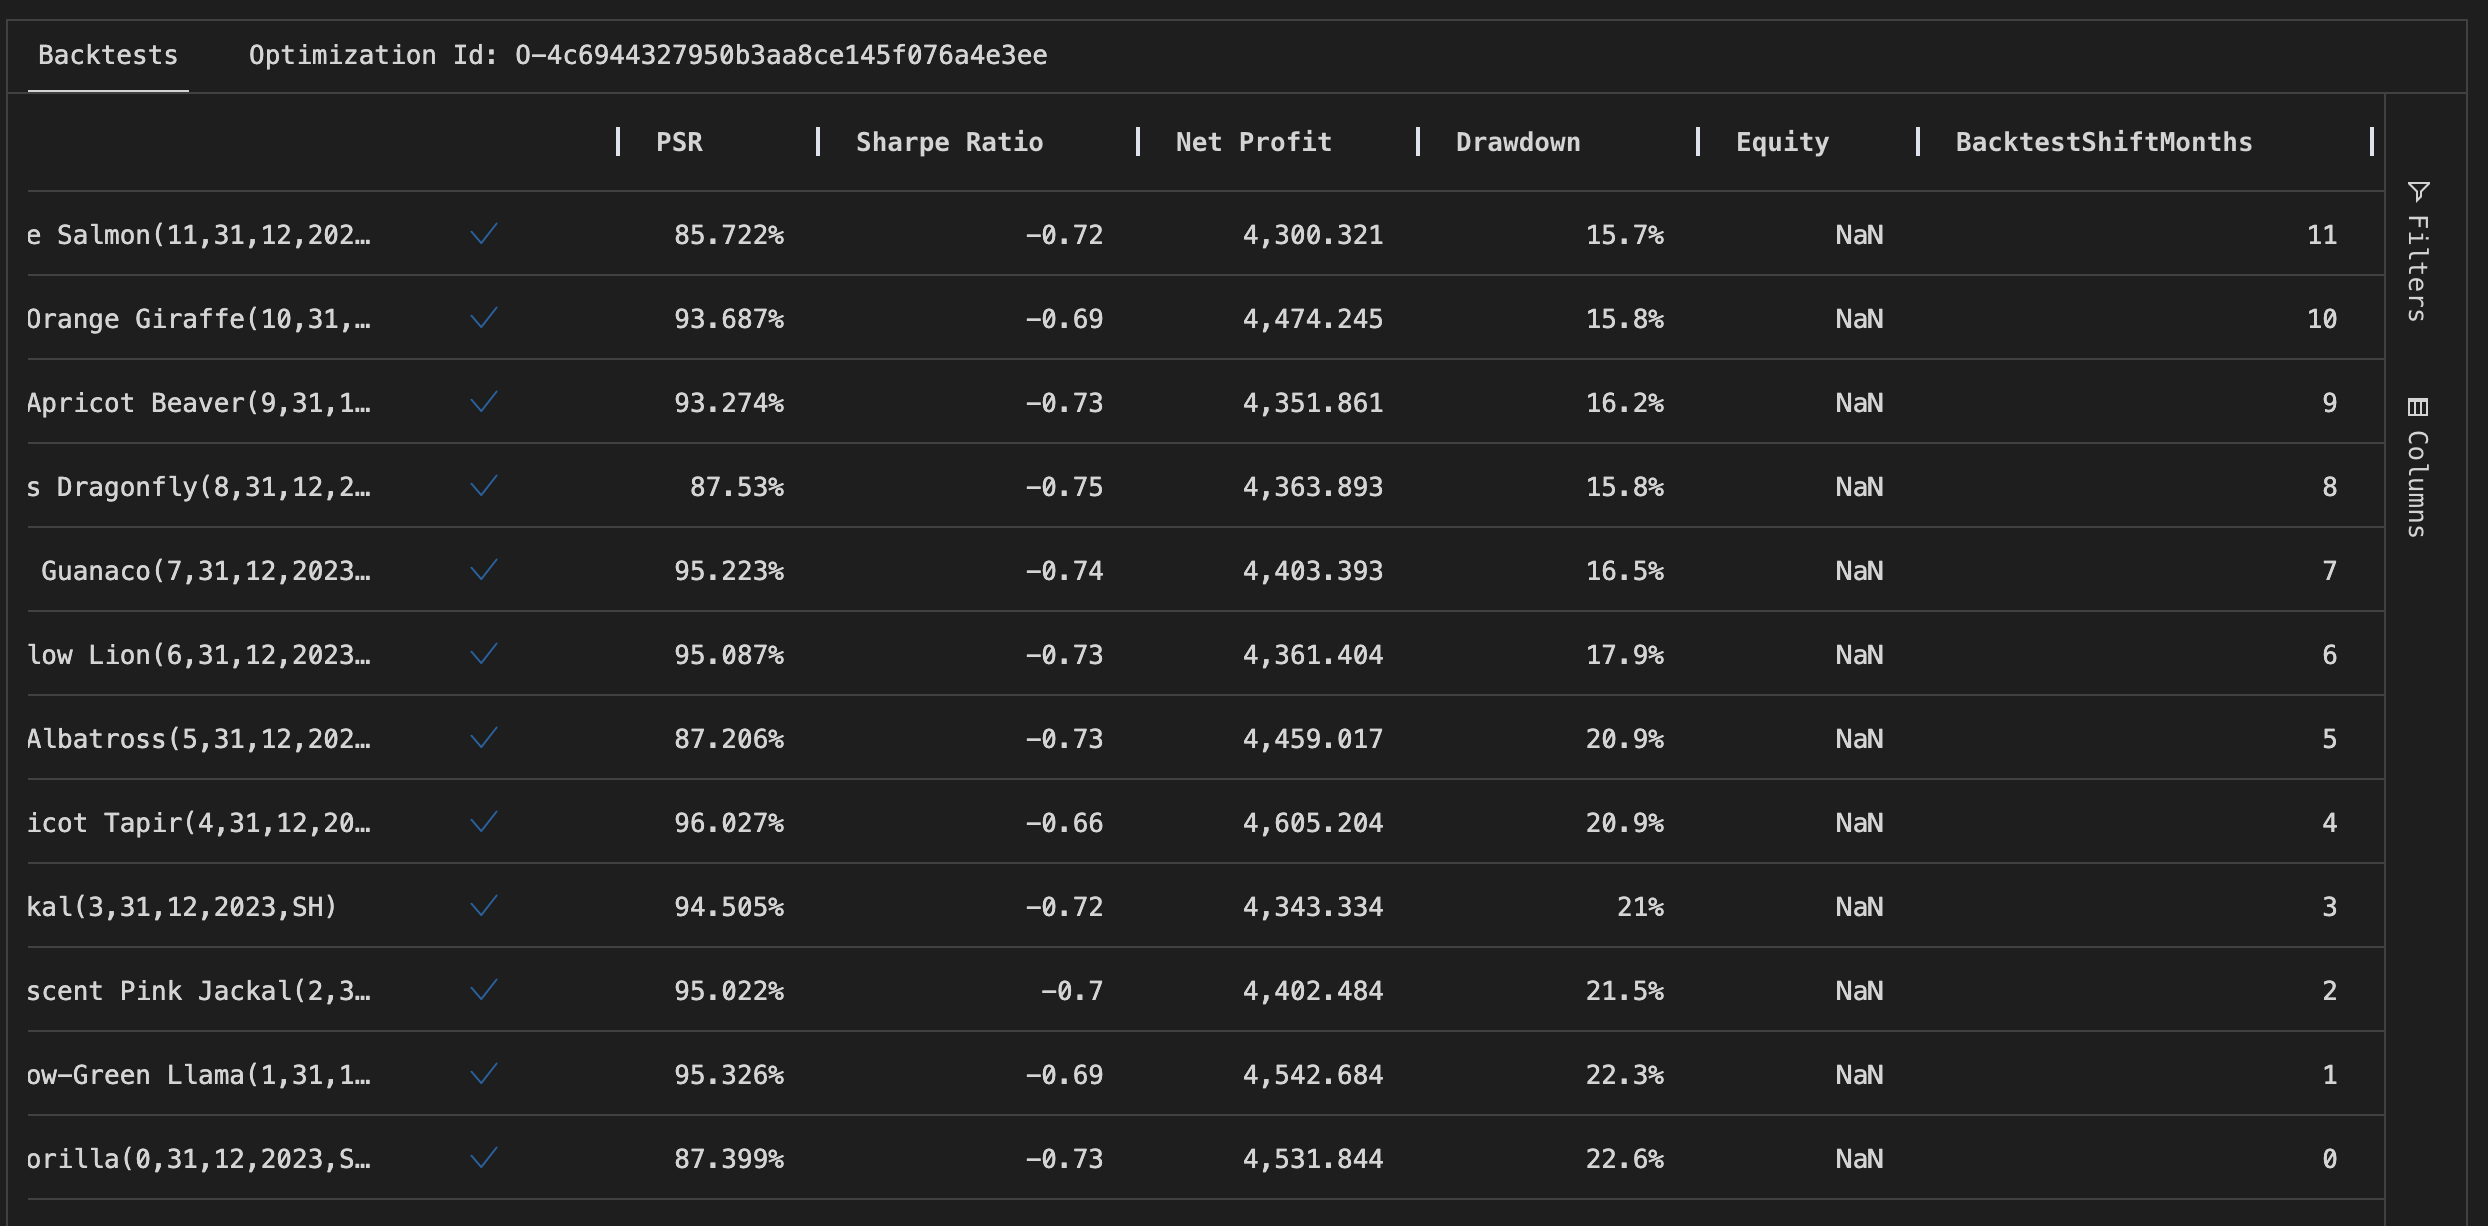 Backtests Optimization Id: O-4c6944327950b3aa8ce145f076a4e3ee
PSR Sharpe Ratio Net Profit Drawdown Equity BacktestShiftMonths
e Salmon(11,31,12,202… 85.722% -0.72 4,300.321 15.7% NaN 11
Orange Giraffe(10,31,… 93.687% -0.69 4,474.245 15.8% NaN 10
Apricot Beaver(9,31,1… 93.274% -0.73 4,351.861 16.2% NaN 9
s Dragonfly(8,31,12,2… 87.53% -0.75 4,363.893 15.8% NaN 8
Guanaco(7,31,12,2023… 95.223% -0.74 4,403.393 16.5% NaN 7
low Lion(6,31,12,2023… 95.087% -0.73 4,361.404 17.9% NaN 6
Albatross(5,31,12,202… 87.206% -0.73 4,459.017 20.9% NaN 5
icot Tapir(4,31,12,20… 96.027% -0.66 4,605.204 20.9% NaN 4
kal(3,31,12,2023,SH) 94.505% -0.72 4,343.334 21% NaN 3
scent Pink Jackal(2,3… 95.022% -0.7 4,402.484 21.5% NaN 2
ow-Green Llama(1,31,1… 95.326% -0.69 4,542.684 22.3% NaN 1
orilla(0,31,12,2023,S… 87.399% -0.73 4,531.844 22.6% NaN 0
Filters
Columns